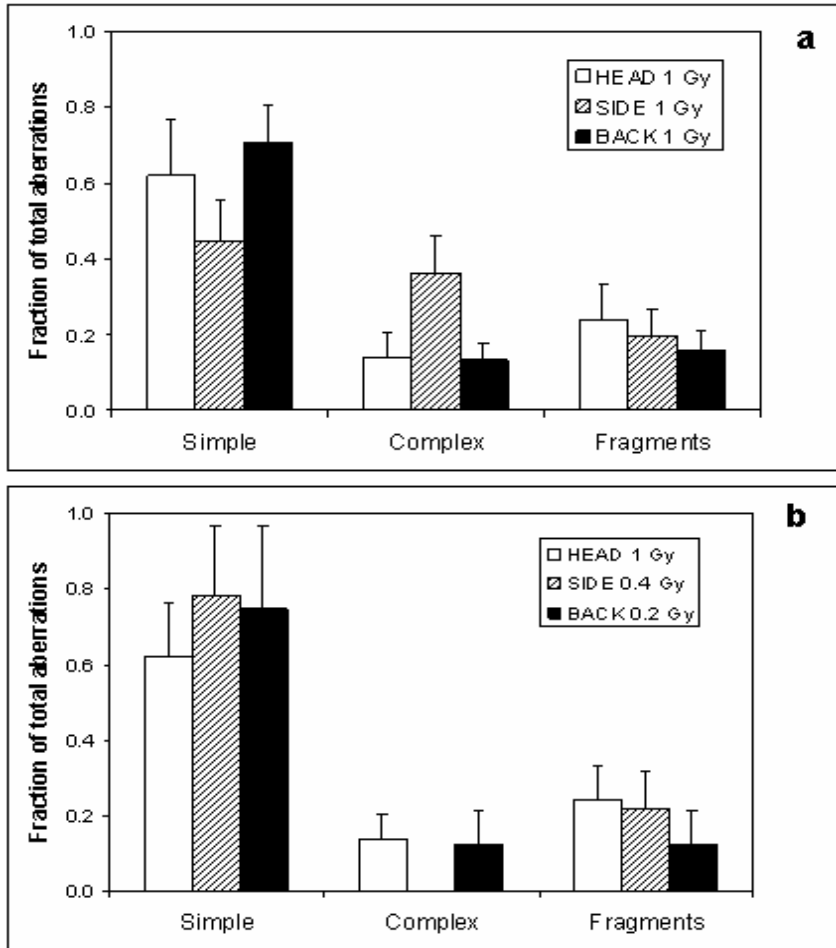 a
Fraction of total aberrations
1.0
0.8
0.6
0.4
0.2
0.0
HEAD 1 Gy
SIDE 1 Gy
BACK 1 Gy
Simple Complex Fragments
b
Fraction of total aberrations
1.0
0.8
0.6
0.4
0.2
0.0
HEAD 1 Gy
SIDE 0.4 Gy
BACK 0.2 Gy
Simple Complex Fragments